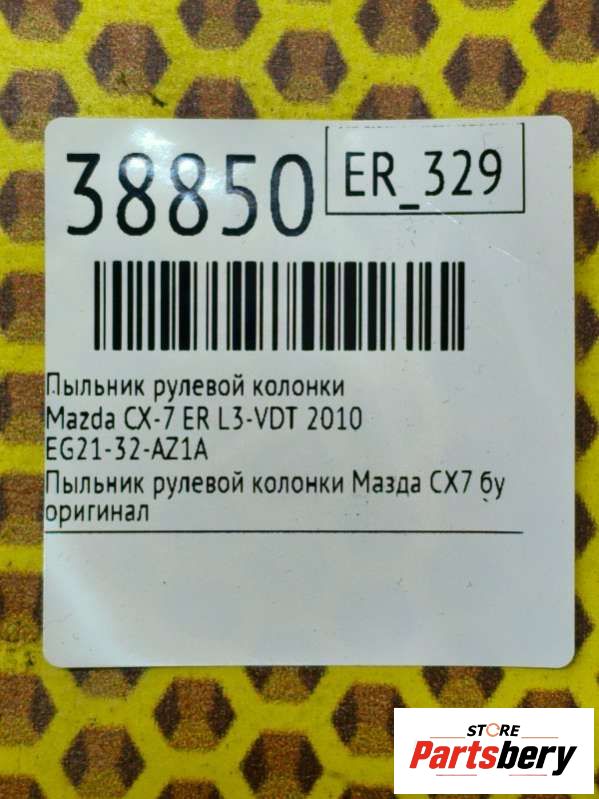 38850
ER_329
Пыльник рулевой колонки
Mazda CX-7 ER L3-VDT 2010
EG21-32-AZ1A
Пыльник рулевой колонки Мазда СХ7 бу
оригинал
STORE
Partsbery